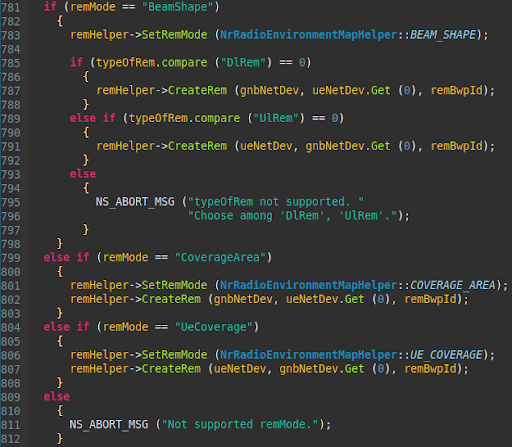 781 if (remMode == "BeamShape")
782 {
783 remHelper->SetRemMode (NrRadioEnvironmentMapHelper::BEAM_SHAPE);
784
785 if (typeOfRem.compare ("DlRem") == 0)
786 {
787 remHelper->CreateRem (gnbNetDev, ueNetDev.Get (0), remBwpId);
788 }
789 else if (typeOfRem.compare ("UlRem") == 0)
790 {
791 remHelper->CreateRem (ueNetDev, gnbNetDev.Get (0), remBwpId);
792 }
793 else
794 {
795 NS_ABORT_MSG ("typeOfRem not supported. "
796 "Choose among 'DlRem', 'UlRem'.");
797 }
798 }
799 else if (remMode == "CoverageArea")
800 {
801 remHelper->SetRemMode (NrRadioEnvironmentMapHelper::COVERAGE_AREA);
802 remHelper->CreateRem (gnbNetDev, ueNetDev.Get (0), remBwpId);
803 }
804 else if (remMode == "UeCoverage")
805 {
806 remHelper->SetRemMode (NrRadioEnvironmentMapHelper::UE_COVERAGE);
807 remHelper->CreateRem (ueNetDev, gnbNetDev.Get (0), remBwpId);
808 }
809 else
810 {
811 NS_ABORT_MSG ("Not supported remMode.");
812 }